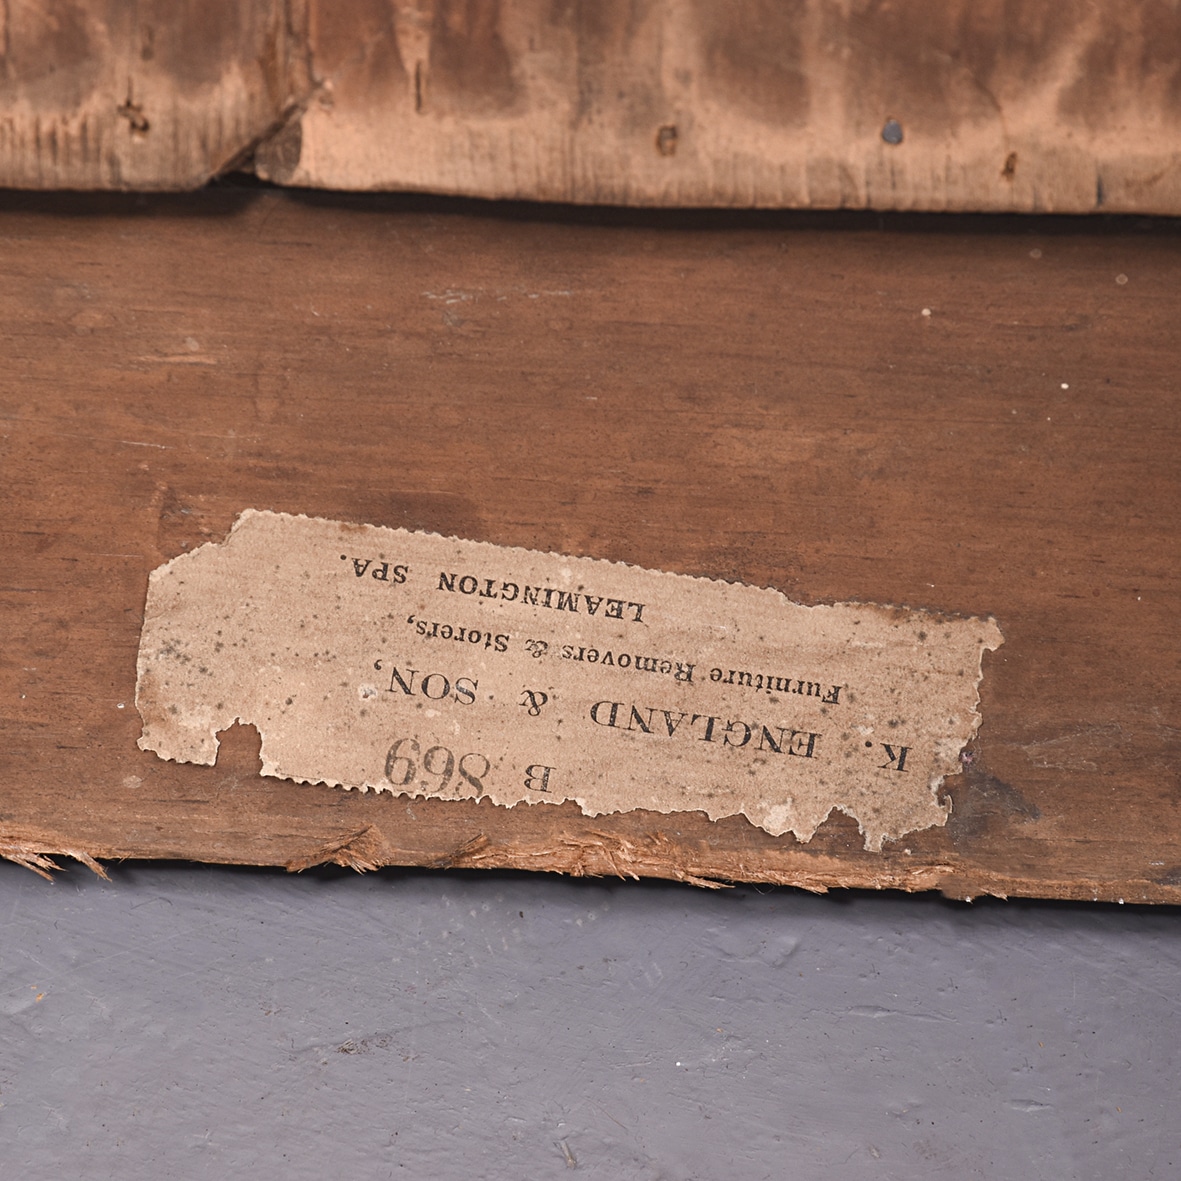 B 869
K. ENGLAND & SON,
Furniture Removers & Storers,
LEAMINGTON SPA.